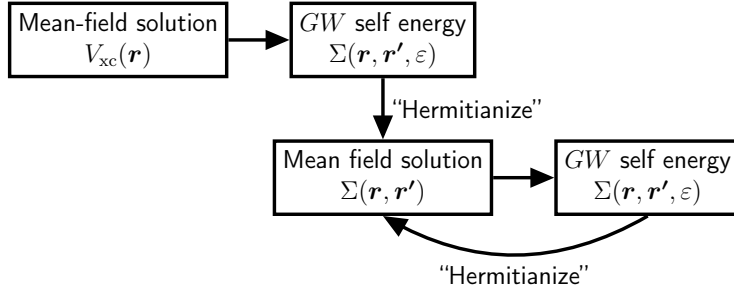 Mean-field solution
V_xc(r)
GW self energy
Σ(r, r′, ε)
“Hermitianize”
Mean field solution
Σ(r, r′)
GW self energy
Σ(r, r′, ε)
“Hermitianize”